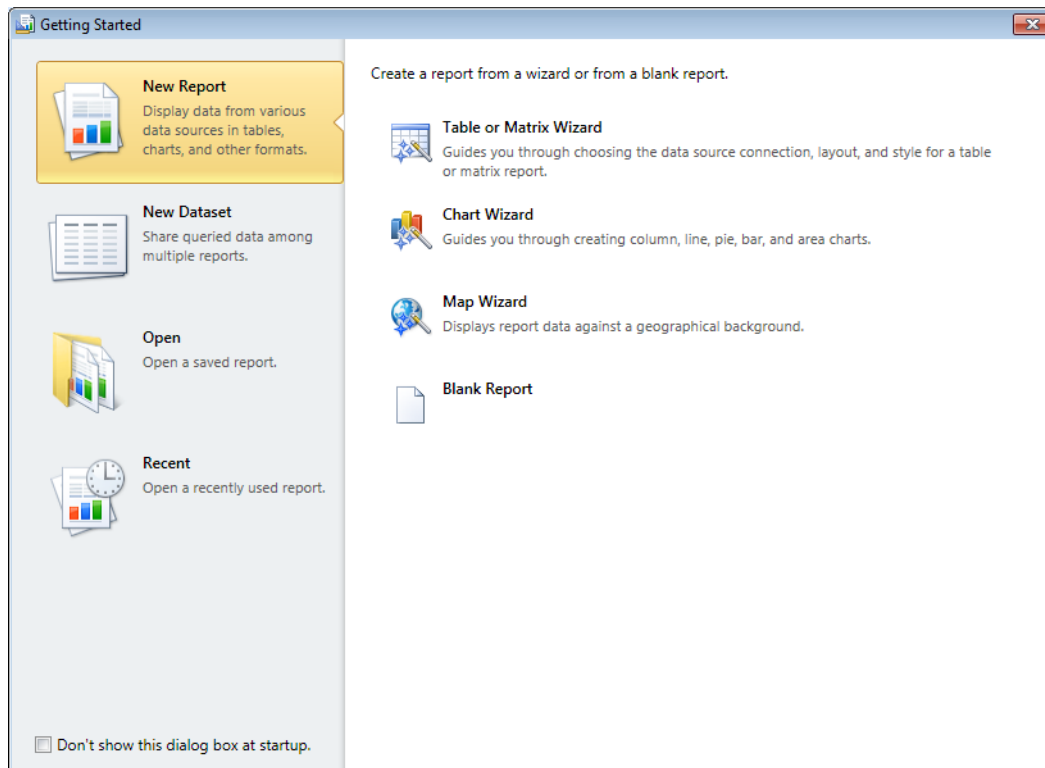 Getting Started
New Report
Display data from various
data sources in tables,
charts, and other formats.
New Dataset
Share queried data among
multiple reports.
Open
Open a saved report.
Recent
Open a recently used report.
Don't show this dialog box at startup.
Create a report from a wizard or from a blank report.
Table or Matrix Wizard
Guides you through choosing the data source connection, layout, and style for a table
or matrix report.
Chart Wizard
Guides you through creating column, line, pie, bar, and area charts.
Map Wizard
Displays report data against a geographical background.
Blank Report